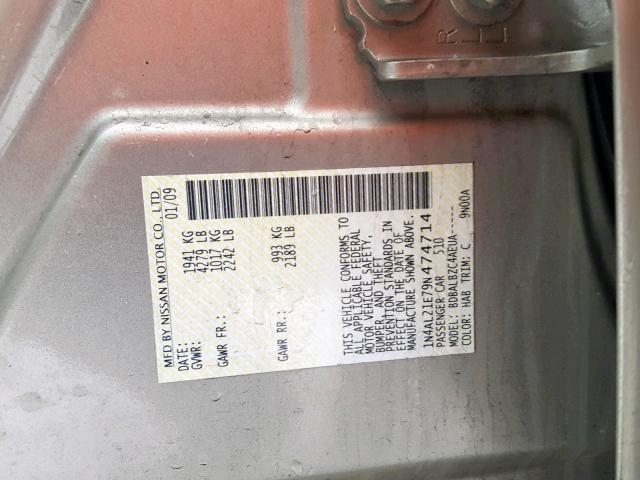 MFD BY NISSAN MOTOR CO., LTD.
DATE: 01/09
GVWR: 1941 KG
4279 LB
GAWR FR.: 1017 KG
2242 LB
GAWR RR.: 993 KG
2189 LB
THIS VEHICLE CONFORMS TO
ALL APPLICABLE FEDERAL
MOTOR VEHICLE SAFETY,
BUMPER, AND THEFT
PREVENTION STANDARDS IN
EFFECT ON THE DATE OF
MANUFACTURE SHOWN ABOVE.
1N4AL21E79N474714
PASSENGER CAR 510
MODEL: BDBALBZC4AEUA-----
COLOR: HAB TRIM: C 9N00A
R
L